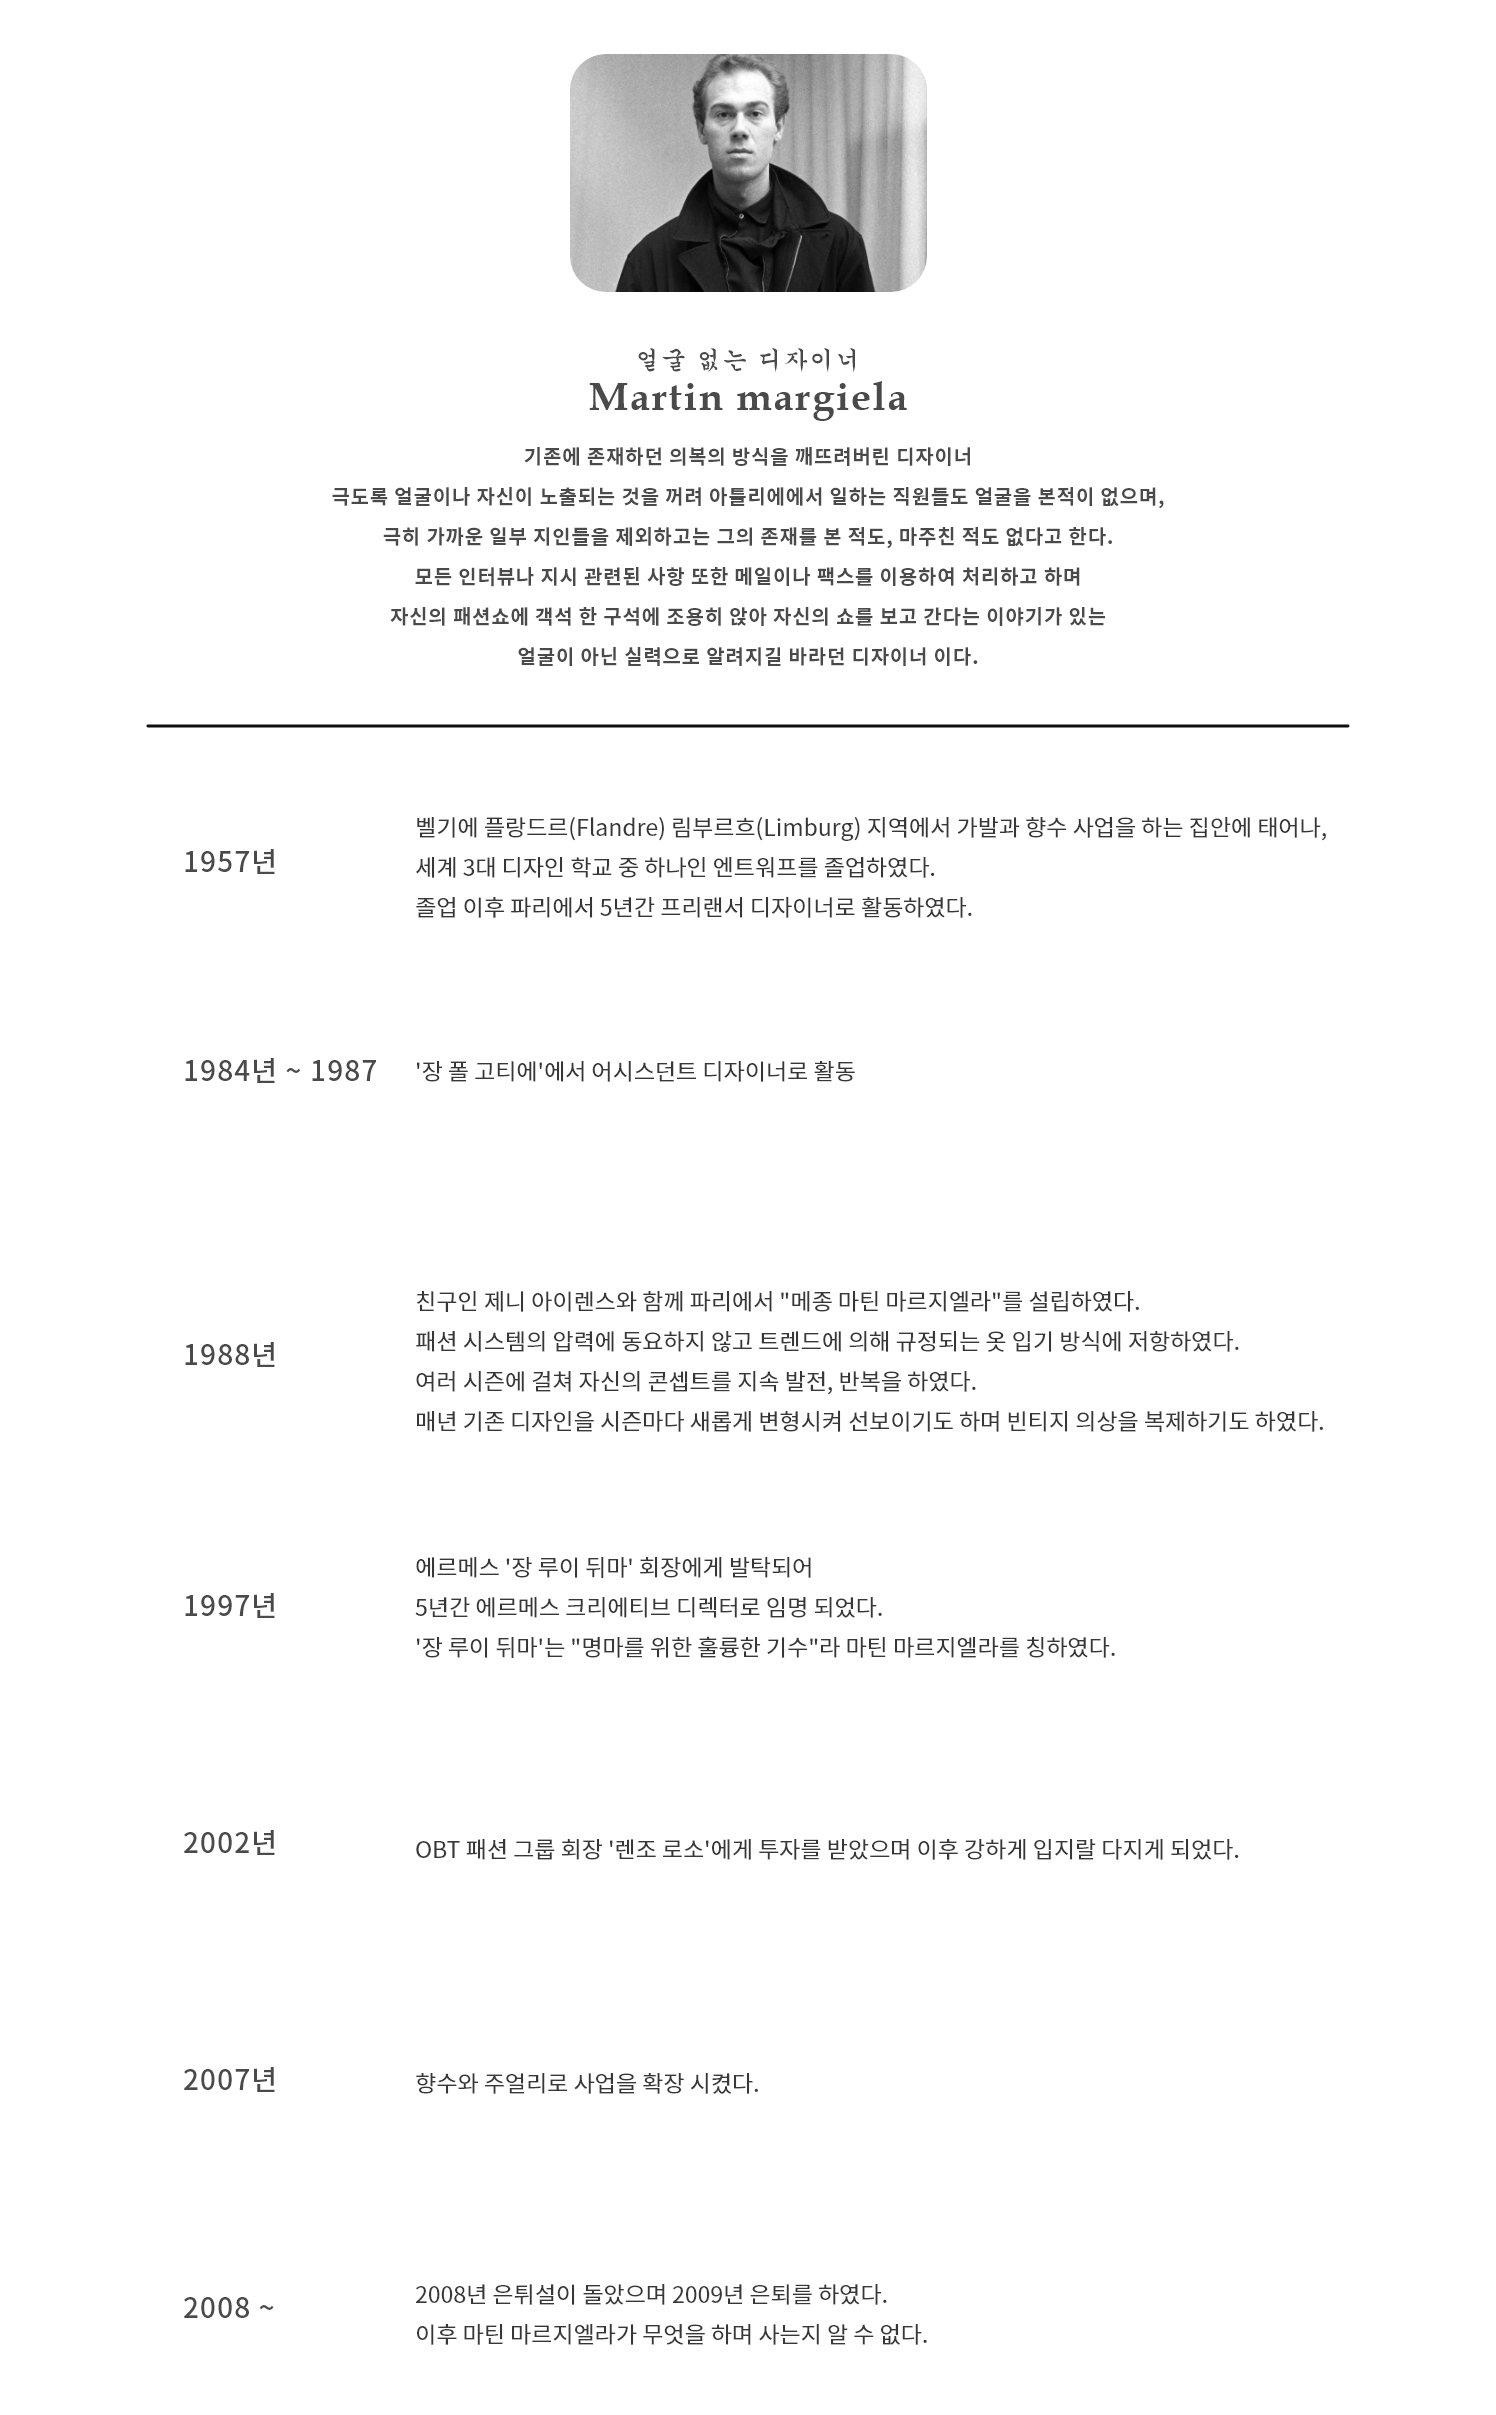 얼굴 없는 디자이너
Martin margiela
기존에 존재하던 의복의 방식을 깨뜨려버린 디자이너
극도록 얼굴이나 자신이 노출되는 것을 꺼려 아틀리에에서 일하는 직원들도 얼굴을 본적이 없으며,
극히 가까운 일부 지인들을 제외하고는 그의 존재를 본 적도, 마주친 적도 없다고 한다.
모든 인터뷰나 지시 관련된 사항 또한 메일이나 팩스를 이용하여 처리하고 하며
자신의 패션쇼에 객석 한 구석에 조용히 앉아 자신의 쇼를 보고 간다는 이야기가 있는
얼굴이 아닌 실력으로 알려지길 바라던 디자이너 이다.
1957년
벨기에 플랑드르(Flandre) 림부르흐(Limburg) 지역에서 가발과 향수 사업을 하는 집안에 태어나,
세계 3대 디자인 학교 중 하나인 엔트워프를 졸업하였다.
졸업 이후 파리에서 5년간 프리랜서 디자이너로 활동하였다.
1984년 ~ 1987
'장 폴 고티에'에서 어시스던트 디자이너로 활동
1988년
친구인 제니 아이렌스와 함께 파리에서 "메종 마틴 마르지엘라"를 설립하였다.
패션 시스템의 압력에 동요하지 않고 트렌드에 의해 규정되는 옷 입기 방식에 저항하였다.
여러 시즌에 걸쳐 자신의 콘셉트를 지속 발전, 반복을 하였다.
매년 기존 디자인을 시즌마다 새롭게 변형시켜 선보이기도 하며 빈티지 의상을 복제하기도 하였다.
1997년
에르메스 '장 루이 뒤마' 회장에게 발탁되어
5년간 에르메스 크리에티브 디렉터로 임명 되었다.
'장 루이 뒤마'는 "명마를 위한 훌륭한 기수"라 마틴 마르지엘라를 칭하였다.
2002년
OBT 패션 그룹 회장 '렌조 로소'에게 투자를 받았으며 이후 강하게 입지랄 다지게 되었다.
2007년
향수와 주얼리로 사업을 확장 시켰다.
2008 ~
2008년 은튀설이 돌았으며 2009년 은퇴를 하였다.
이후 마틴 마르지엘라가 무엇을 하며 사는지 알 수 없다.